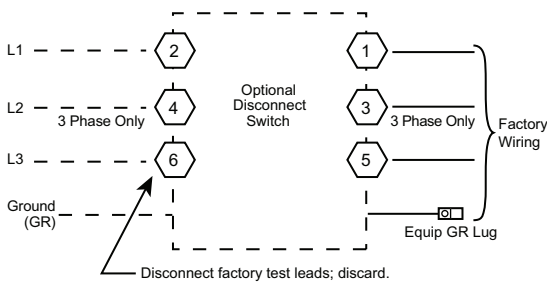 L1
2
1
L2
3 Phase Only
4
Optional
Disconnect
Switch
3
3 Phase Only
Factory
Wiring
L3
6
5
Ground
(GR)
Equip GR Lug
Disconnect factory test leads; discard.